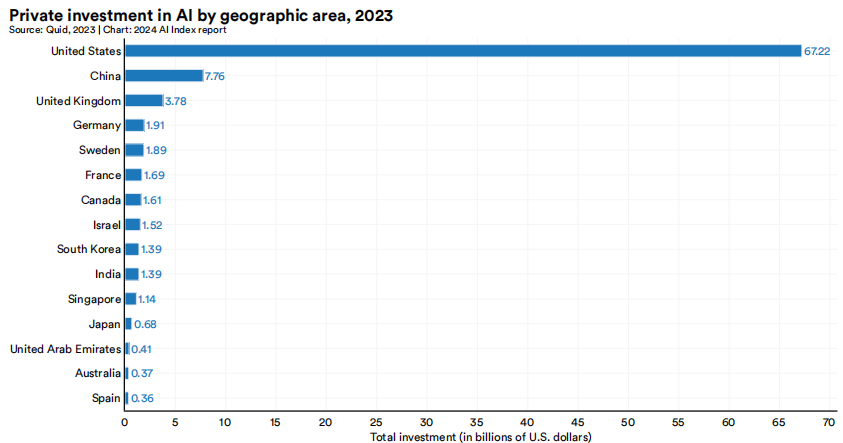 Private investment in AI by geographic area, 2023
Source: Quid, 2023 | Chart: 2024 AI Index report
United States 67.22
China 7.76
United Kingdom 3.78
Germany 1.91
Sweden 1.89
France 1.69
Canada 1.61
Israel 1.52
South Korea 1.39
India 1.39
Singapore 1.14
Japan 0.68
United Arab Emirates 0.41
Australia 0.37
Spain 0.36
0 5 10 15 20 25 30 35 40 45 50 55 60 65 70
Total investment (in billions of U.S. dollars)